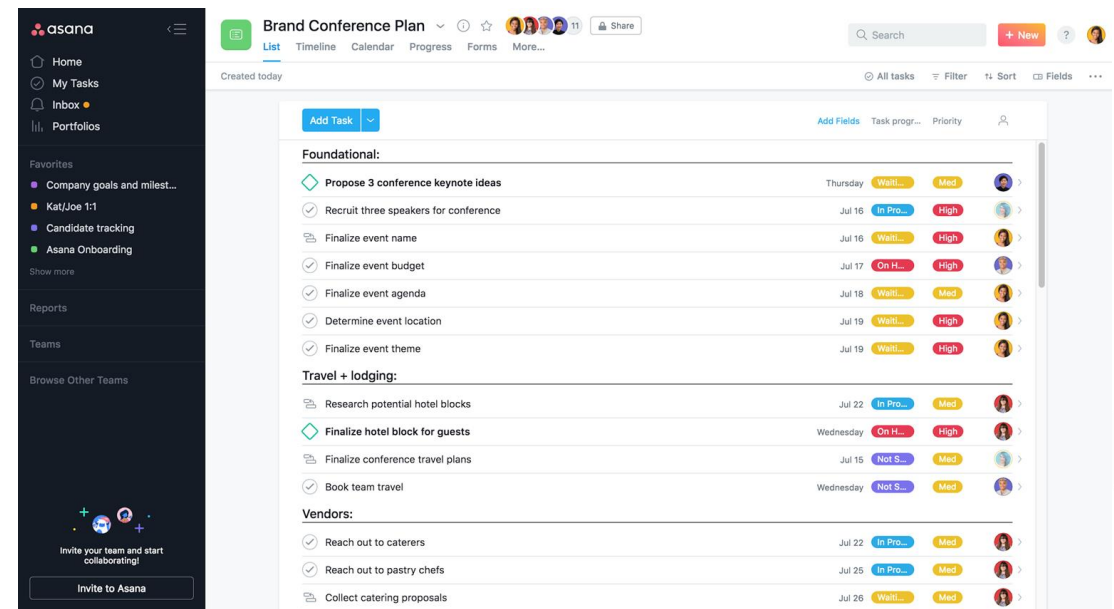 asana
Home
My Tasks
Inbox
Portfolios
Favorites
Company goals and milest...
Kat/Joe 1:1
Candidate tracking
Asana Onboarding
Show more
Reports
Teams
Browse Other Teams
Invite your team and start
collaborating!
Invite to Asana
Brand Conference Plan 11 Share
List Timeline Calendar Progress Forms More...
Search + New ?
Created today All tasks Filter Sort Fields ...
Add Task Add Fields Task progr... Priority
Foundational:
Propose 3 conference keynote ideas Thursday Waiti... Med
Recruit three speakers for conference Jul 16 In Pro... High
Finalize event name Jul 16 Waiti... High
Finalize event budget Jul 17 On H... High
Finalize event agenda Jul 18 Waiti... Med
Determine event location Jul 19 Waiti... High
Finalize event theme Jul 19 Waiti... High
Travel + lodging:
Research potential hotel blocks Jul 22 In Pro... Med
Finalize hotel block for guests Wednesday On H... High
Finalize conference travel plans Jul 15 Not S... Med
Book team travel Wednesday Not S... Med
Vendors:
Reach out to caterers Jul 22 In Pro... Med
Reach out to pastry chefs Jul 25 In Pro... Med
Collect catering proposals Jul 26 Waiti... Med